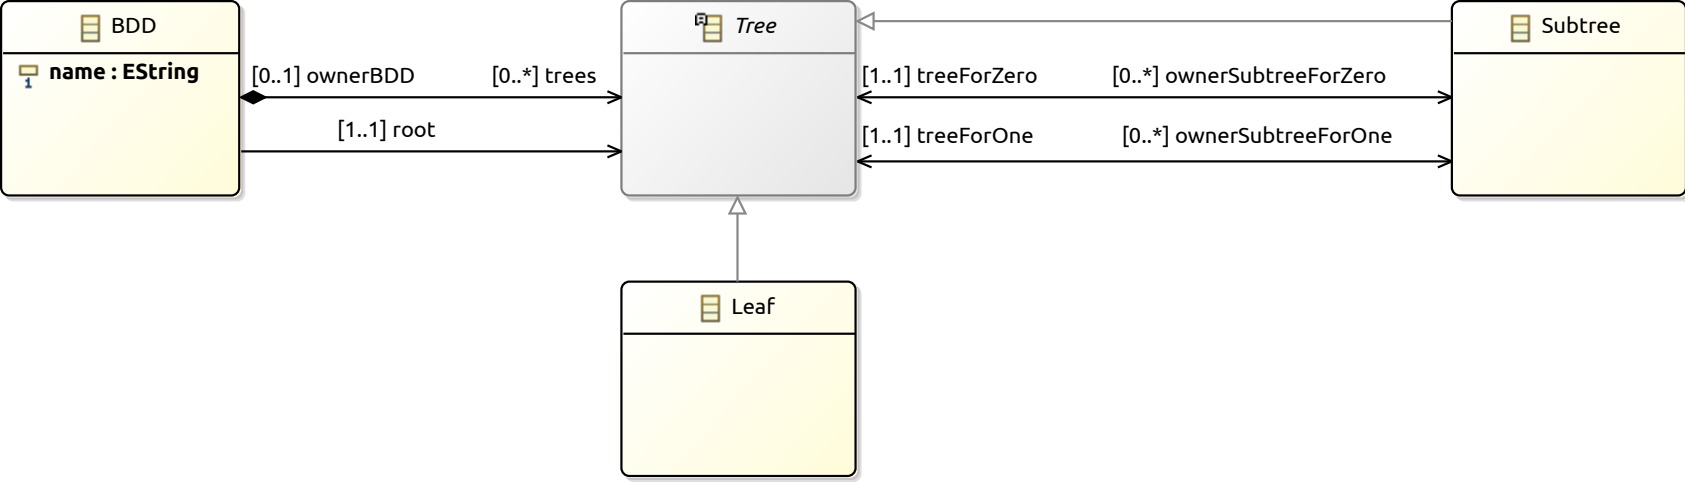 BDD
name : EString
[0..1] ownerBDD
[0..*] trees
[1..1] root
Tree
[1..1] treeForZero
[0..*] ownerSubtreeForZero
[1..1] treeForOne
[0..*] ownerSubtreeForOne
Subtree
Leaf